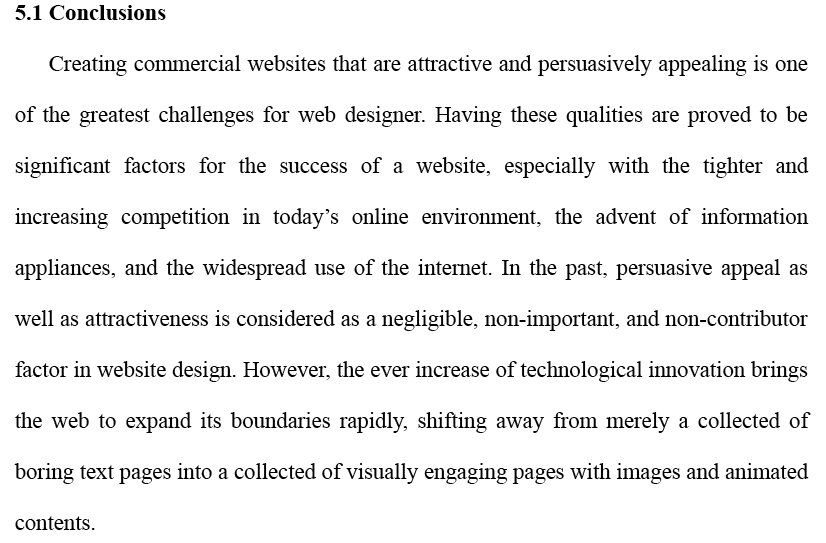 5.1 Conclusions
Creating commercial websites that are attractive and persuasively appealing is one
of the greatest challenges for web designer. Having these qualities are proved to be
significant factors for the success of a website, especially with the tighter and
increasing competition in today’s online environment, the advent of information
appliances, and the widespread use of the internet. In the past, persuasive appeal as
well as attractiveness is considered as a negligible, non-important, and non-contributor
factor in website design. However, the ever increase of technological innovation brings
the web to expand its boundaries rapidly, shifting away from merely a collected of
boring text pages into a collected of visually engaging pages with images and animated
contents.